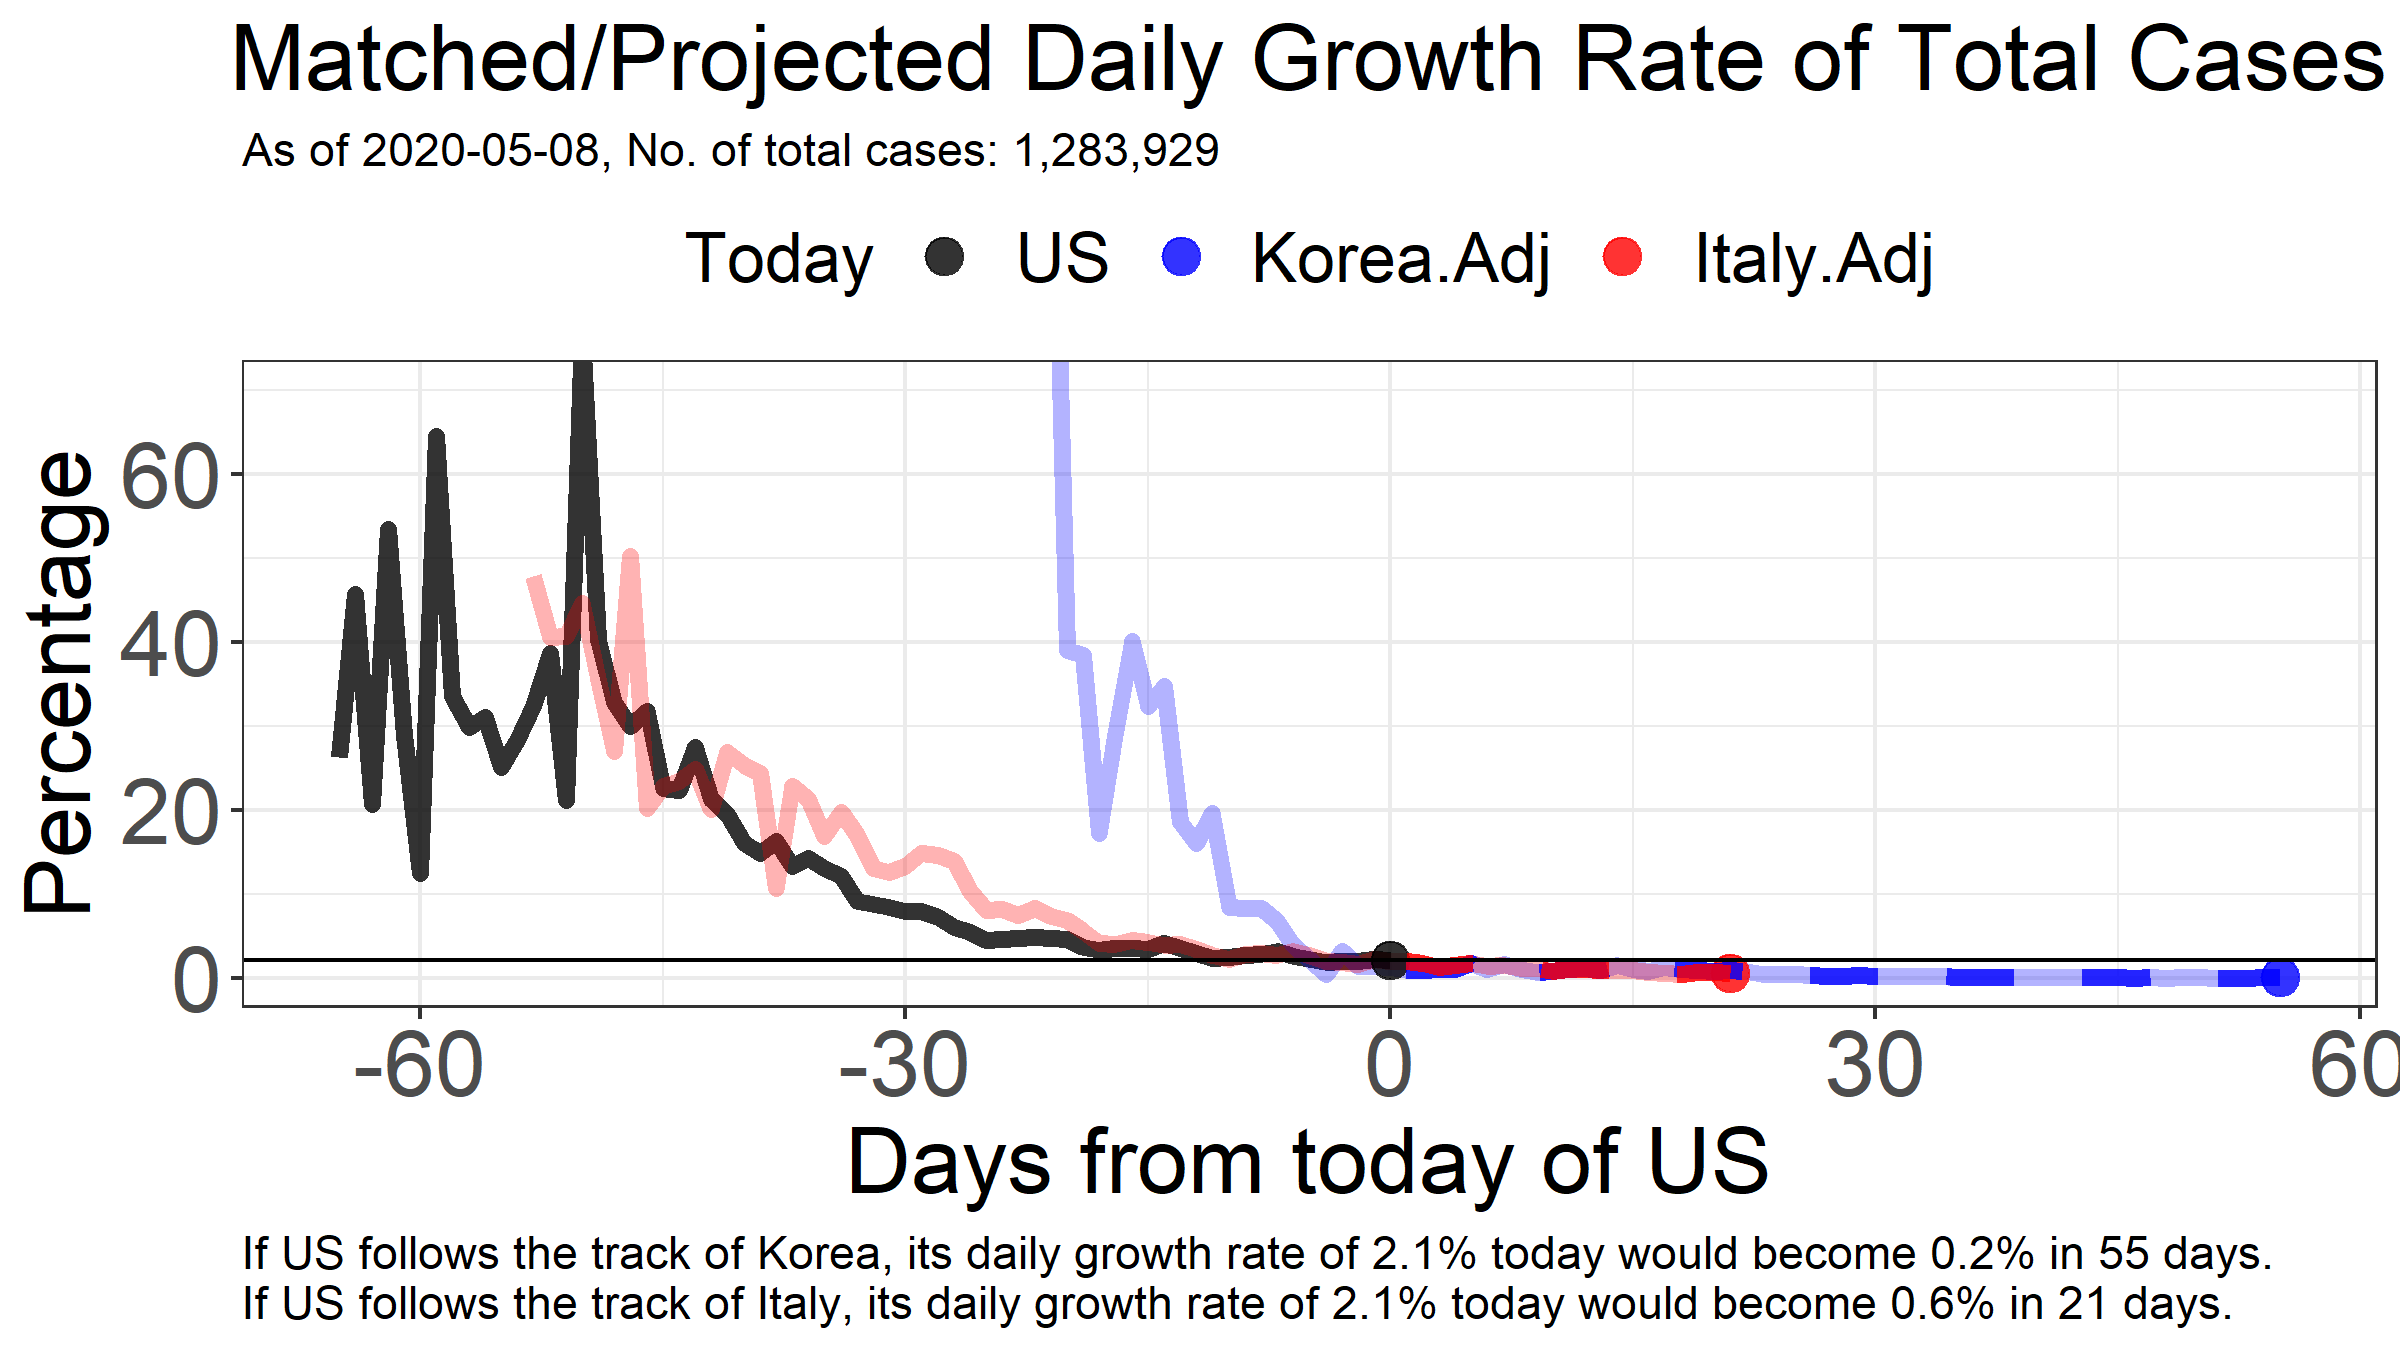 Matched/Projected Daily Growth Rate of Total Cases
As of 2020-05-08, No. of total cases: 1,283,929
Today US Korea.Adj Italy.Adj
Percentage
60
40
20
0
-60 -30 0 30 60
Days from today of US
If US follows the track of Korea, its daily growth rate of 2.1% today would become 0.2% in 55 days.
If US follows the track of Italy, its daily growth rate of 2.1% today would become 0.6% in 21 days.